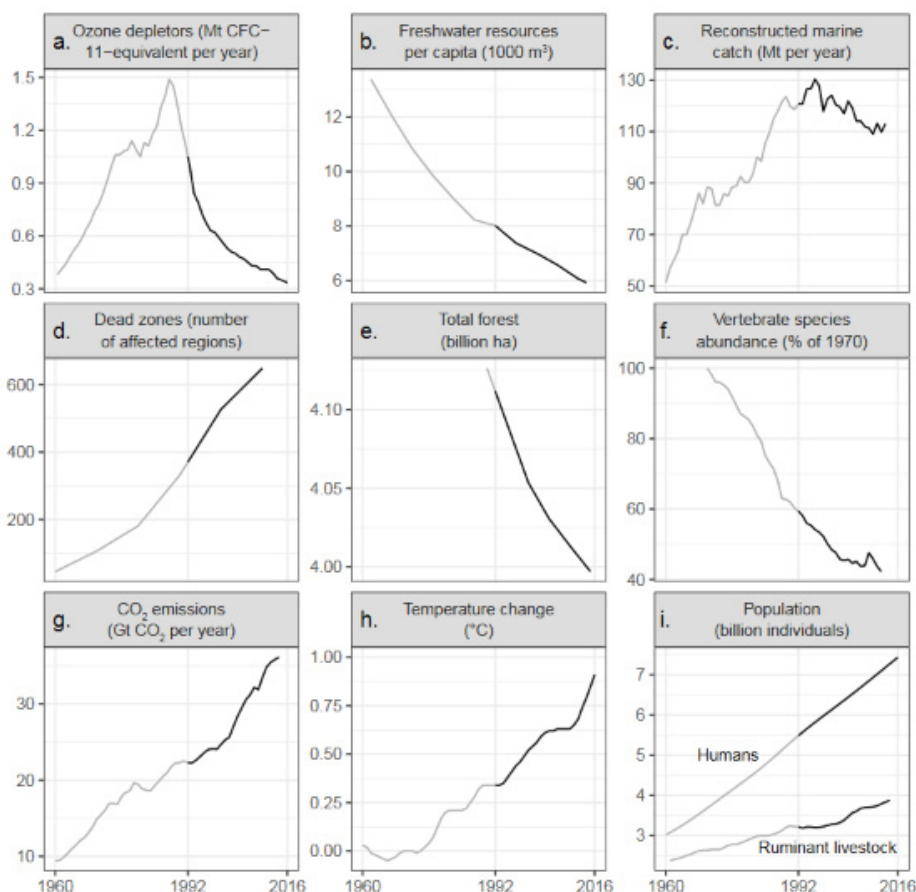 a. Ozone depletors (Mt CFC−
11−equivalent per year)
1.5
1.2
0.9
0.6
0.3
b. Freshwater resources
per capita (1000 m³)
12
10
8
6
c. Reconstructed marine
catch (Mt per year)
130
110
90
70
50
d. Dead zones (number
of affected regions)
600
400
200
e. Total forest
(billion ha)
4.10
4.05
4.00
f. Vertebrate species
abundance (% of 1970)
100
80
60
40
g. CO₂ emissions
(Gt CO₂ per year)
30
20
10
1960 1992 2016
h. Temperature change
(°C)
1.00
0.75
0.50
0.25
0.00
1960 1992 2016
i. Population
(billion individuals)
7
6
5
4
3
Humans
Ruminant livestock
1960 1992 2016